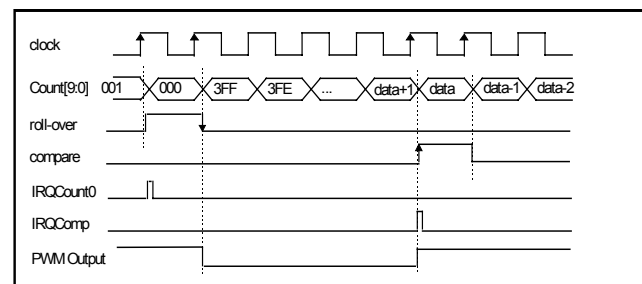 clock
Count[9:0] 001 000 3FF 3FE ... data+1 data data-1 data-2
roll-over
compare
IRQCount0
IRQComp
PWM Output